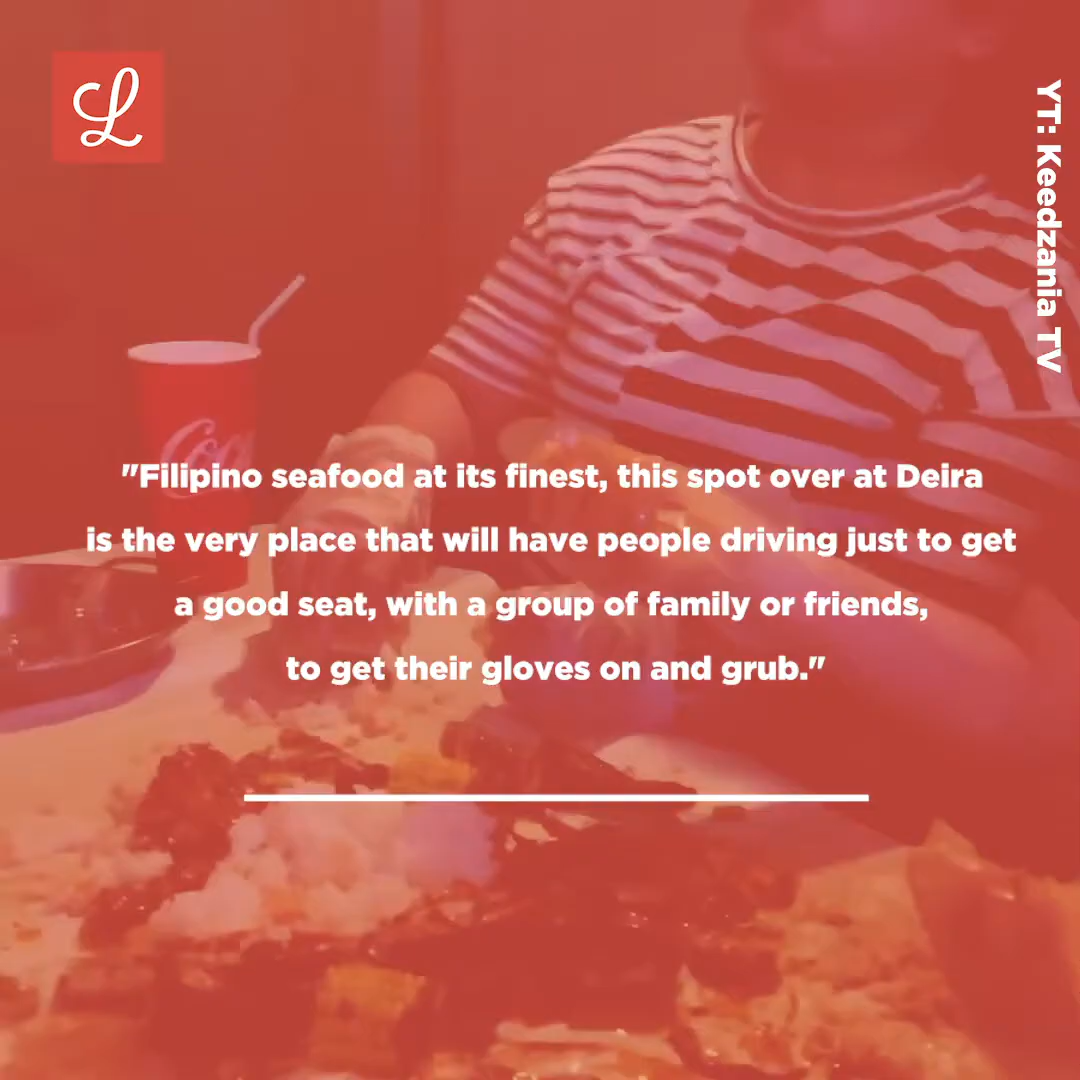 L
YT: Keedzania TV
Coca
"Filipino seafood at its finest, this spot over at Deira
is the very place that will have people driving just to get
a good seat, with a group of family or friends,
to get their gloves on and grub."